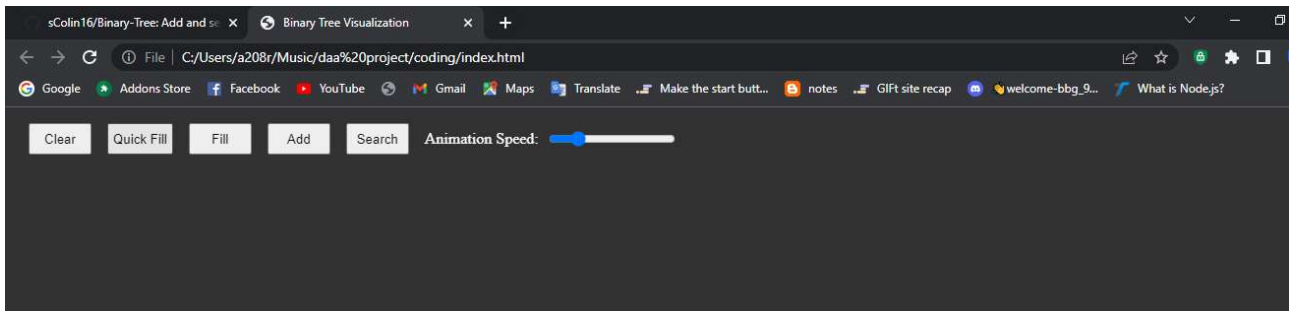 sColin16/Binary-Tree: Add and se Binary Tree Visualization
File C:/Users/a208r/Music/daa%20project/coding/index.html
Google Addons Store Facebook YouTube Gmail Maps Translate Make the start butt... notes GIFt site recap welcome-bbg_9... What is Node.js?
Clear Quick Fill Fill Add Search Animation Speed: